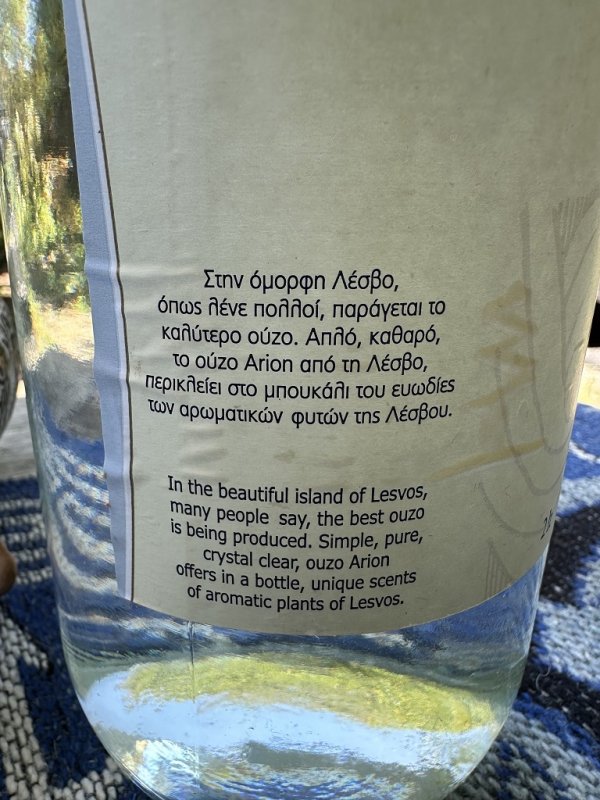 Στην όμορφη Λέσβο,
όπως λένε πολλοί, παράγεται το
καλύτερο ούζο. Απλό, καθαρό,
το ούζο Arion από τη Λέσβο,
περικλείει στο μπουκάλι του ευωδίες
των αρωματικών φυτών της Λέσβου.
In the beautiful island of Lesvos,
many people say, the best ouzo
is being produced. Simple, pure,
crystal clear, ouzo Arion
offers in a bottle, unique scents
of aromatic plants of Lesvos.